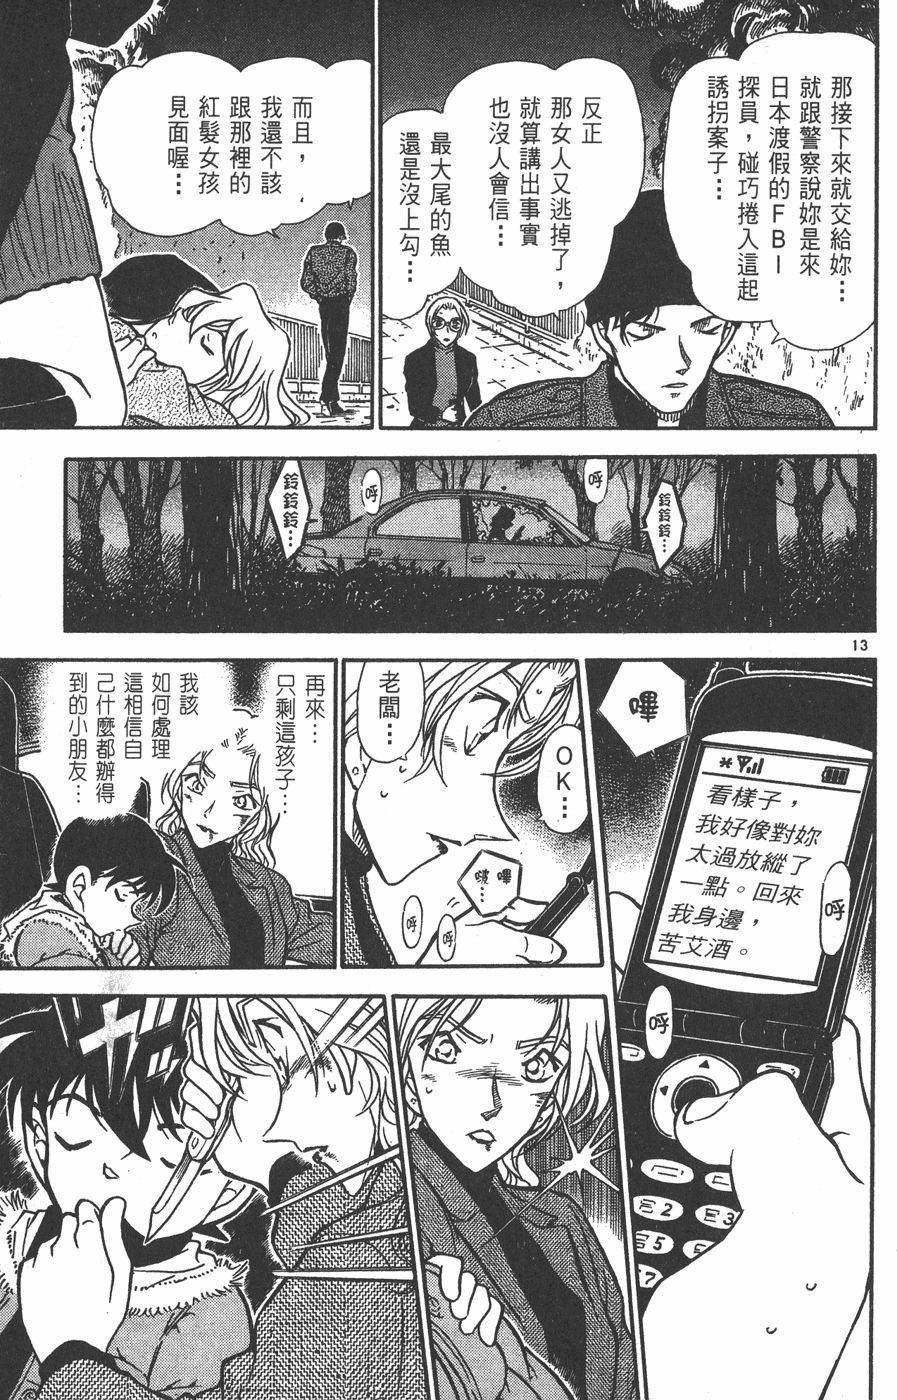 那接下來就交給妳…
就跟警察說妳是來
日本渡假的FBI
探員，碰巧捲入這起
誘拐案子…
反正
那女人又逃掉了，
就算講出事實
也沒人會信…
最大尾的魚
還是沒上勾…
而且，
我還不該
跟那裡的
紅髮女孩
見面喔…
鈴鈴鈴…
呼
鈴鈴鈴…
呼
13
嗶
看樣子，
我好像對妳
太過放縱了
一點。回來
我身邊，
苦艾酒。
呼
呼
OK…
老闆…
嗶
咳…
呼
呼
再來…
只剩這孩子…
我該
如何處理
這相信自
己什麼都辦得
到的小朋友…
2
3
5
7